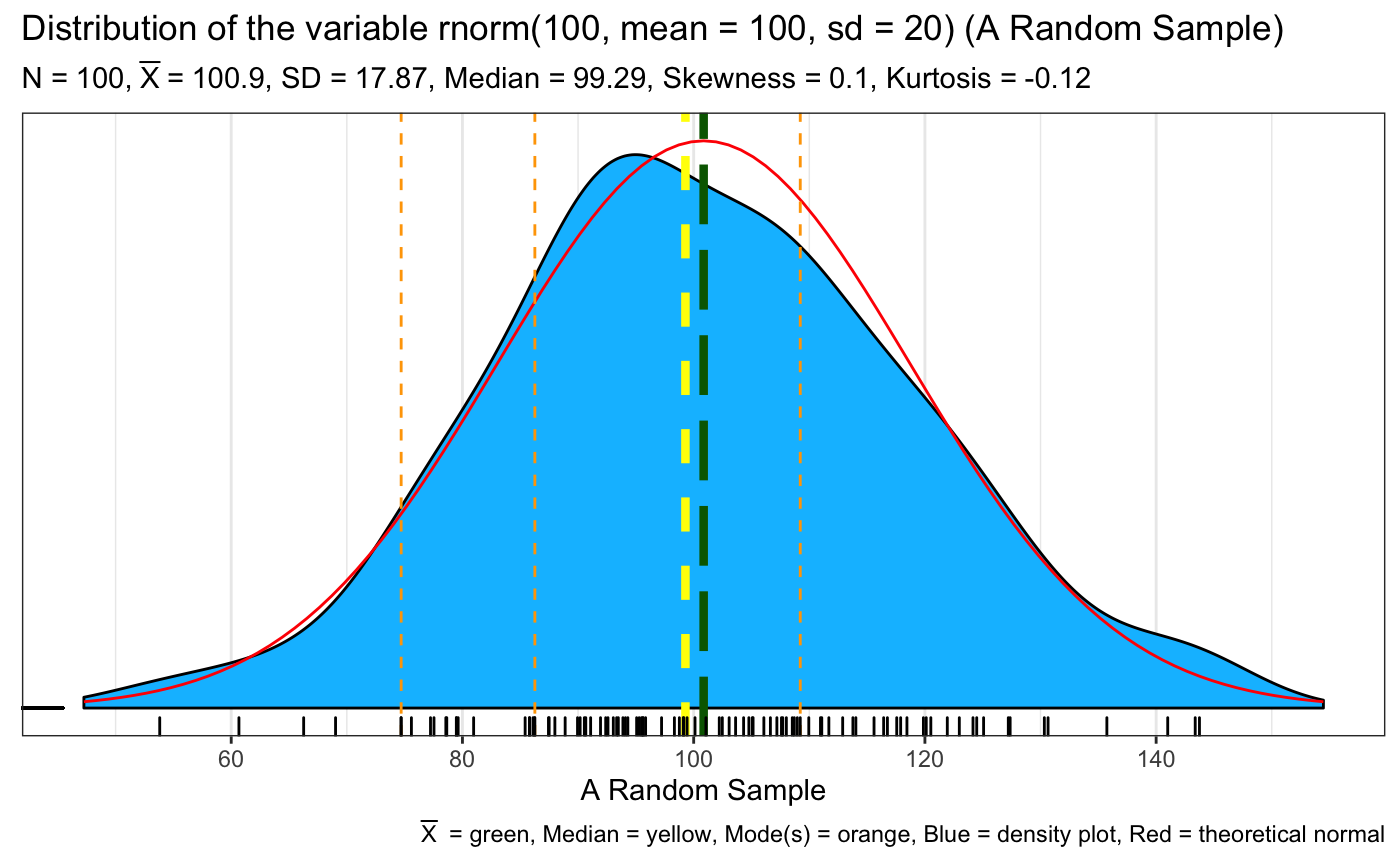 Distribution of the variable rnorm(100, mean = 100, sd = 20) (A Random Sample)
N = 100, X̅ = 100.9, SD = 17.87, Median = 99.29, Skewness = 0.1, Kurtosis = -0.12
60 80 100 120 140
A Random Sample
X̅ = green, Median = yellow, Mode(s) = orange, Blue = density plot, Red = theoretical normal